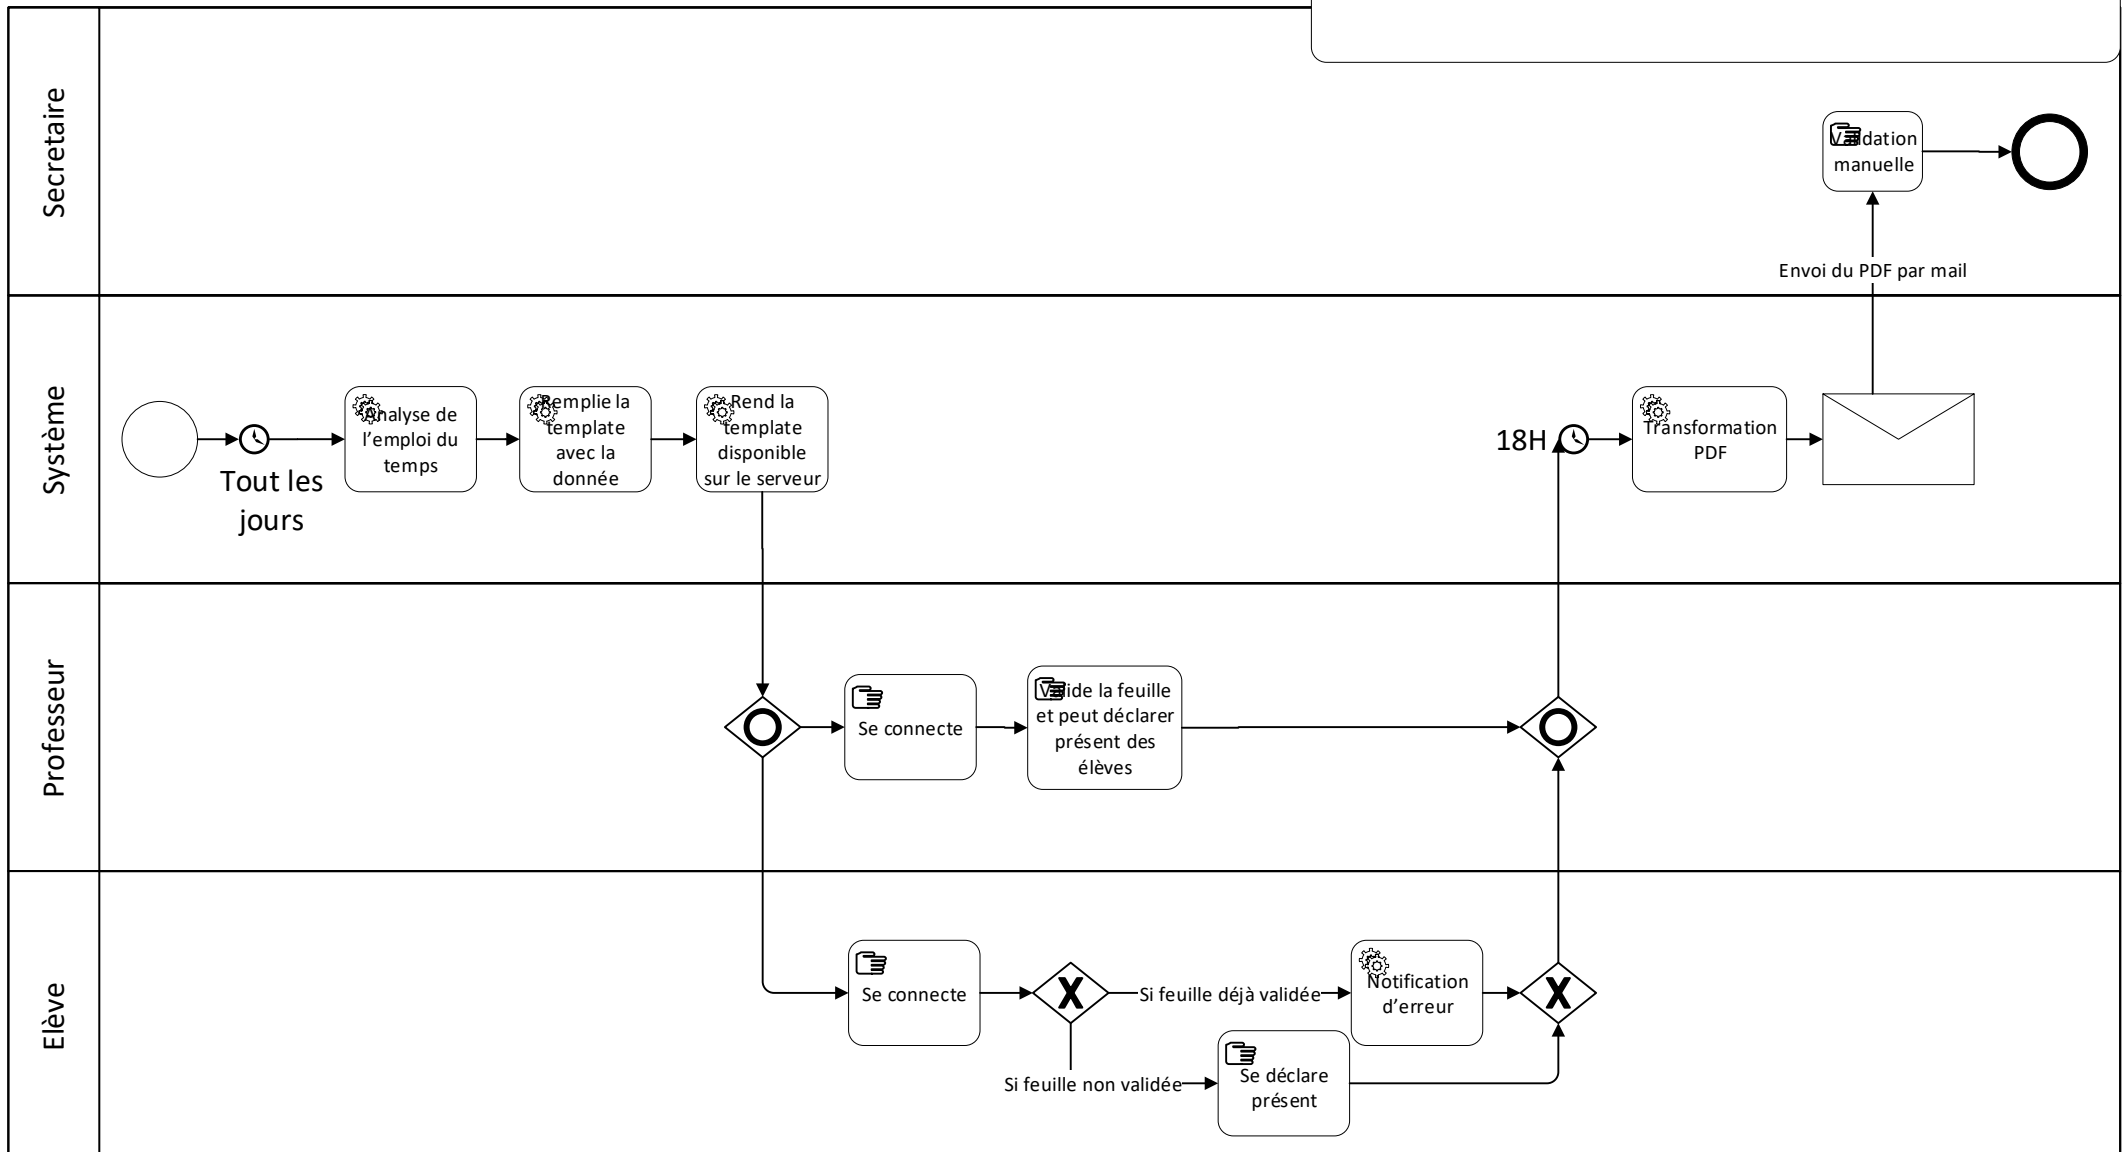 Secretaire
Validation
manuelle
Envoi du PDF par mail
Système
Tout les
jours
Analyse de
l'emploi du
temps
Remplie la
template
avec la
donnée
Rend la
template
disponible
sur le serveur
18H
Transformation
PDF
Professeur
Se connecte
Valide la feuille
et peut déclarer
présent des
élèves
Elève
Se connecte
X
Si feuille déjà validée
Notification
d'erreur
X
Si feuille non validée
Se déclare
présent